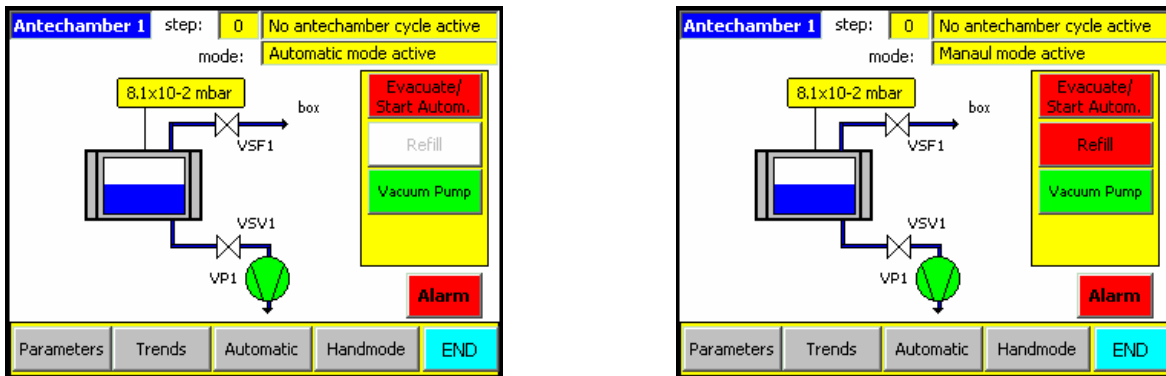 Antechamber 1 step: 0 No antechamber cycle active
mode: Automatic mode active
8.1x10-2 mbar
box
VSF1
VSV1
VP1
Evacuate/
Start Autom.
Refill
Vacuum Pump
Alarm
Parameters Trends Automatic Handmode END
Antechamber 1 step: 0 No antechamber cycle active
mode: Manaul mode active
8.1x10-2 mbar
box
VSF1
VSV1
VP1
Evacuate/
Start Autom.
Refill
Vacuum Pump
Alarm
Parameters Trends Automatic Handmode END